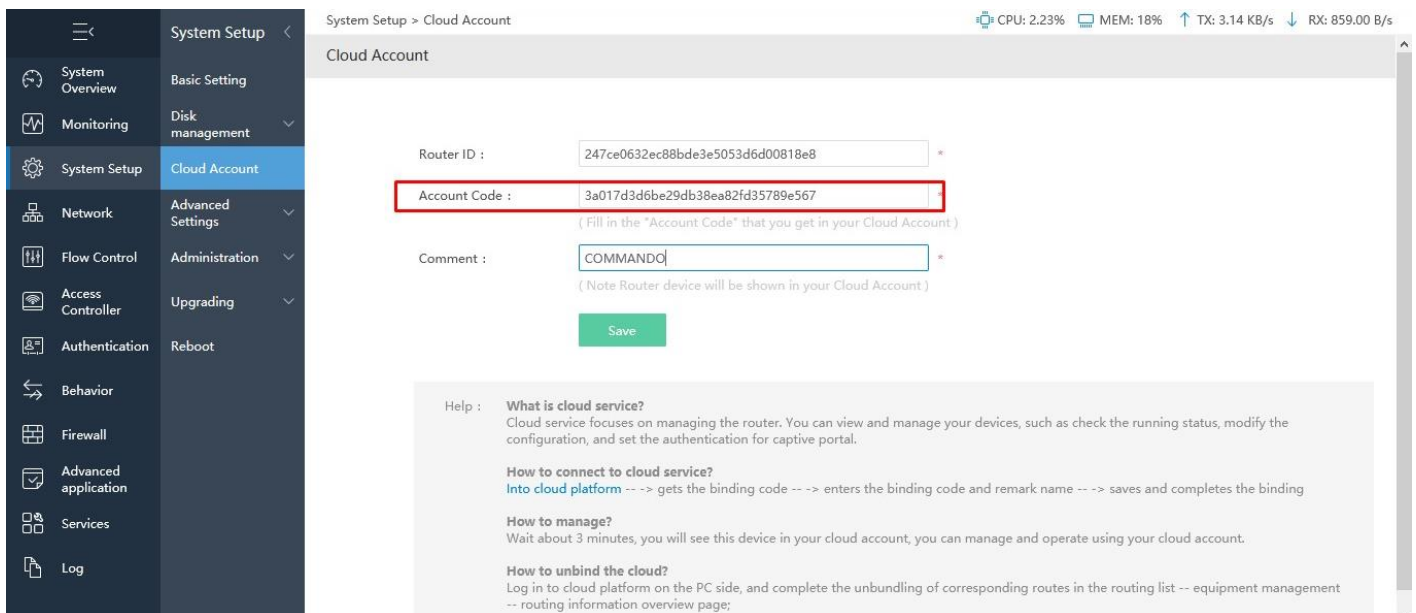 System Setup > Cloud Account
CPU: 2.23% MEM: 18% TX: 3.14 KB/s RX: 859.00 B/s
System Overview
Monitoring
System Setup
Network
Flow Control
Access Controller
Authentication
Behavior
Firewall
Advanced application
Services
Log
System Setup
Basic Setting
Disk management
Cloud Account
Advanced Settings
Administration
Upgrading
Reboot
Cloud Account
Router ID : 247ce0632ec88bde3e5053d6d00818e8 *
Account Code : 3a017d3d6be29db38ea82fd35789e567 *
( Fill in the "Account Code" that you get in your Cloud Account )
Comment : COMMANDO *
( Note Router device will be shown in your Cloud Account )
Save
Help : What is cloud service?
Cloud service focuses on managing the router. You can view and manage your devices, such as check the running status, modify the
configuration, and set the authentication for captive portal.
How to connect to cloud service?
Into cloud platform -- -> gets the binding code -- -> enters the binding code and remark name -- -> saves and completes the binding
How to manage?
Wait about 3 minutes, you will see this device in your cloud account, you can manage and operate using your cloud account.
How to unbind the cloud?
Log in to cloud platform on the PC side, and complete the unbundling of corresponding routes in the routing list -- equipment management
-- routing information overview page;